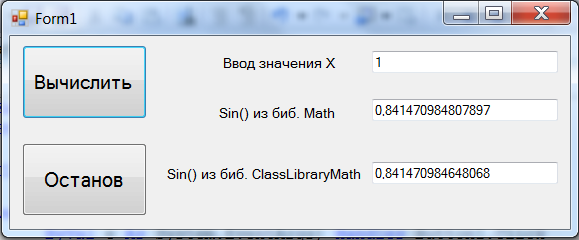 Form1
Вычислить
Ввод значения X
1
Sin() из биб. Math
0,841470984807897
Останов
Sin() из биб. ClassLibraryMath
0,841470984648068